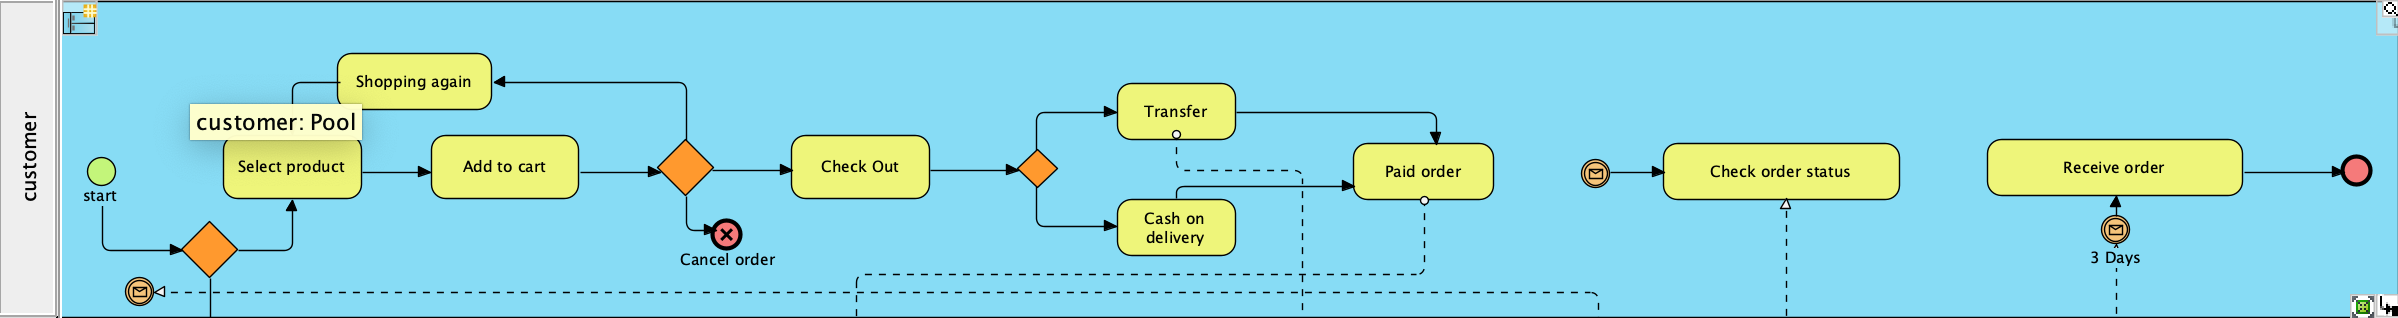 customer
Shopping again
customer: Pool
start
Select product
Add to cart
Cancel order
Check Out
Transfer
Cash on
delivery
Paid order
Check order status
Receive order
3 Days